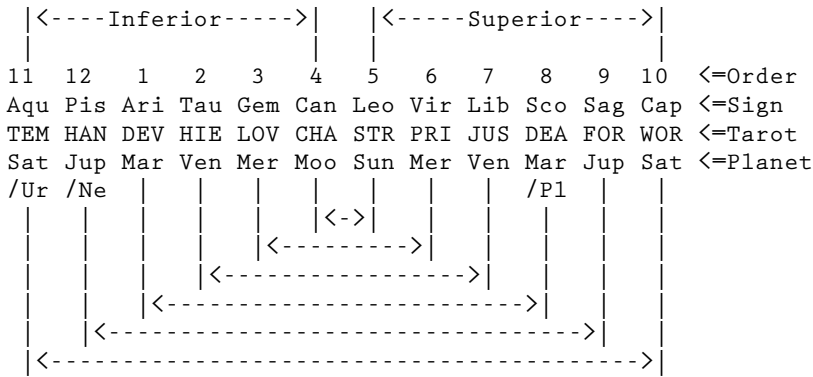 |<----Inferior----->|   |<-----Superior---->|
11  12  1   2   3   4   5   6   7   8   9   10  <=Order
Aqu Pis Ari Tau Gem Can Leo Vir Lib Sco Sag Cap <=Sign
TEM HAN DEV HIE LOV CHA STR PRI JUS DEA FOR WOR <=Tarot
Sat Jup Mar Ven Mer Moo Sun Mer Ven Mar Jup Sat <=Planet
/Ur /Ne /Pl